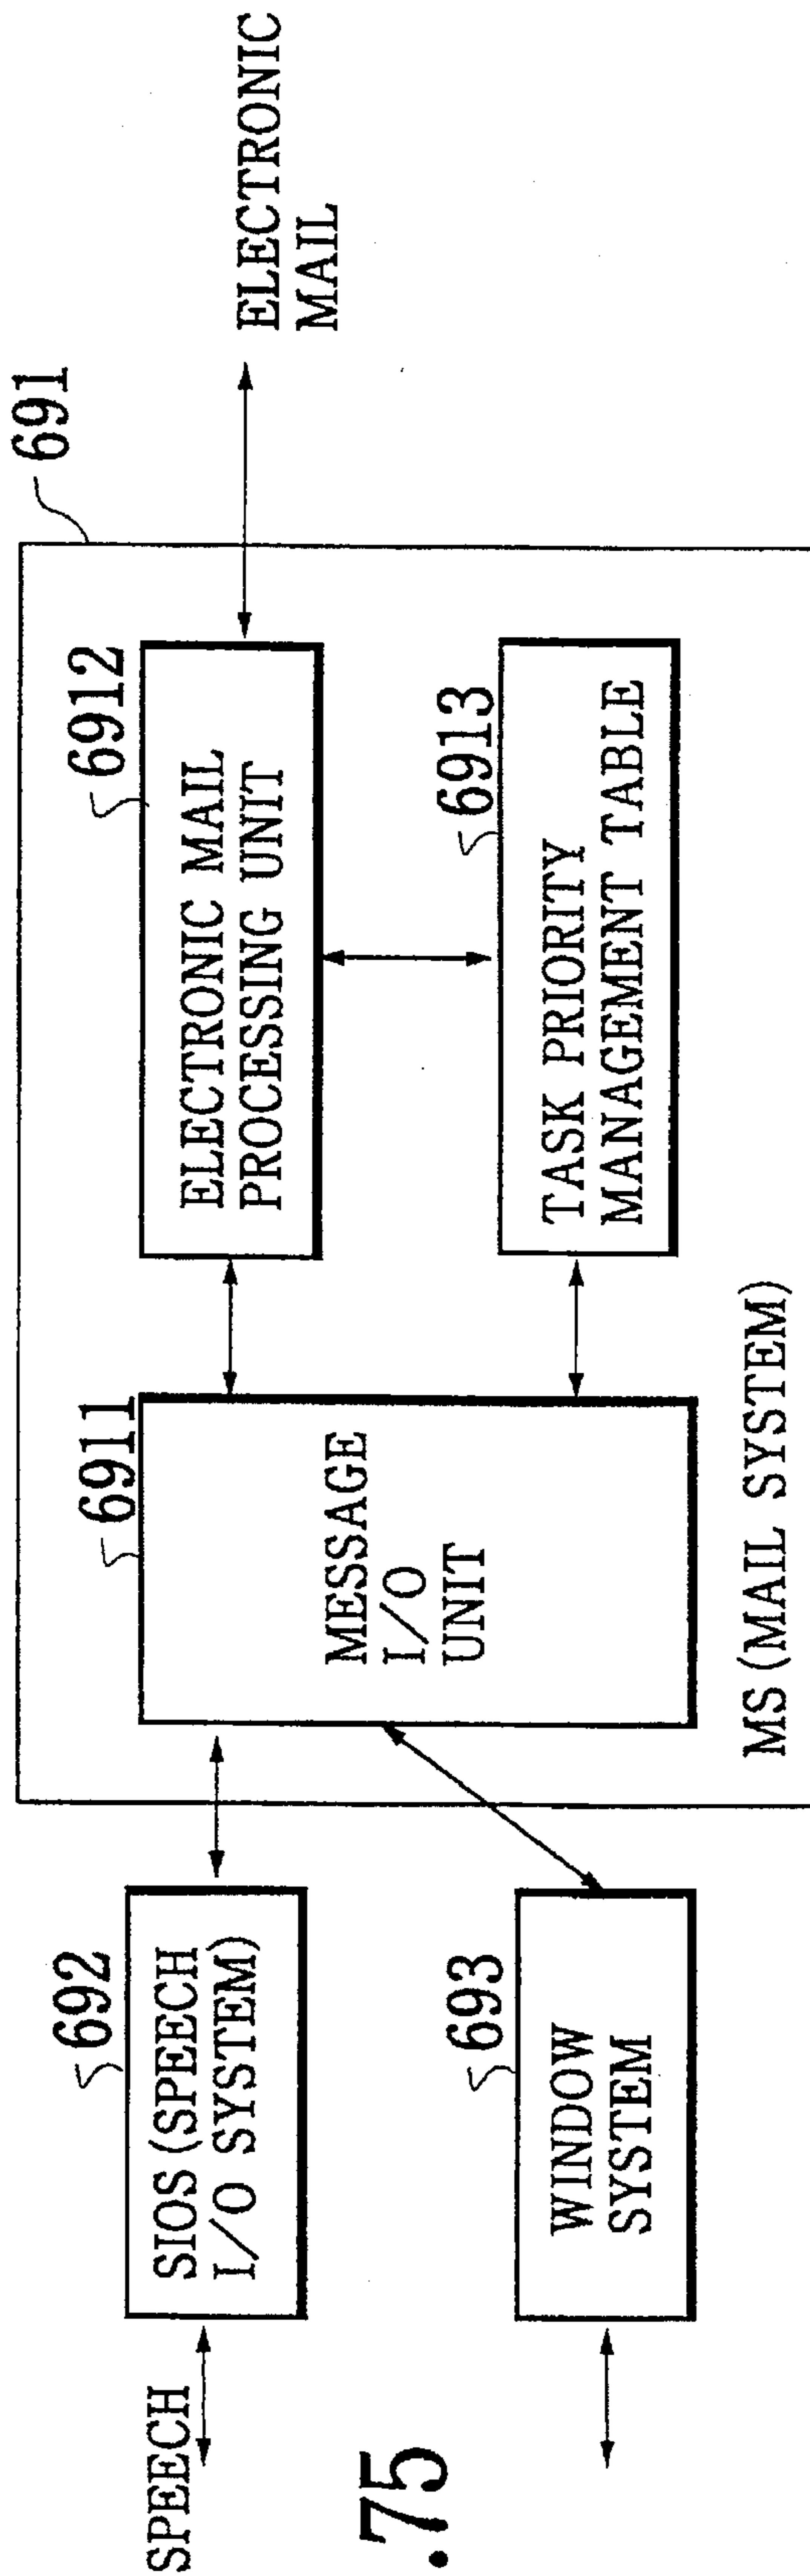 SPEECH
692
SIOS (SPEECH
I/O SYSTEM)
693
WINDOW
SYSTEM
691
6911
MESSAGE
I/O
UNIT
6912
ELECTRONIC MAIL
PROCESSING UNIT
6913
TASK PRIORITY
MANAGEMENT TABLE
MS (MAIL SYSTEM)
ELECTRONIC
MAIL
.75